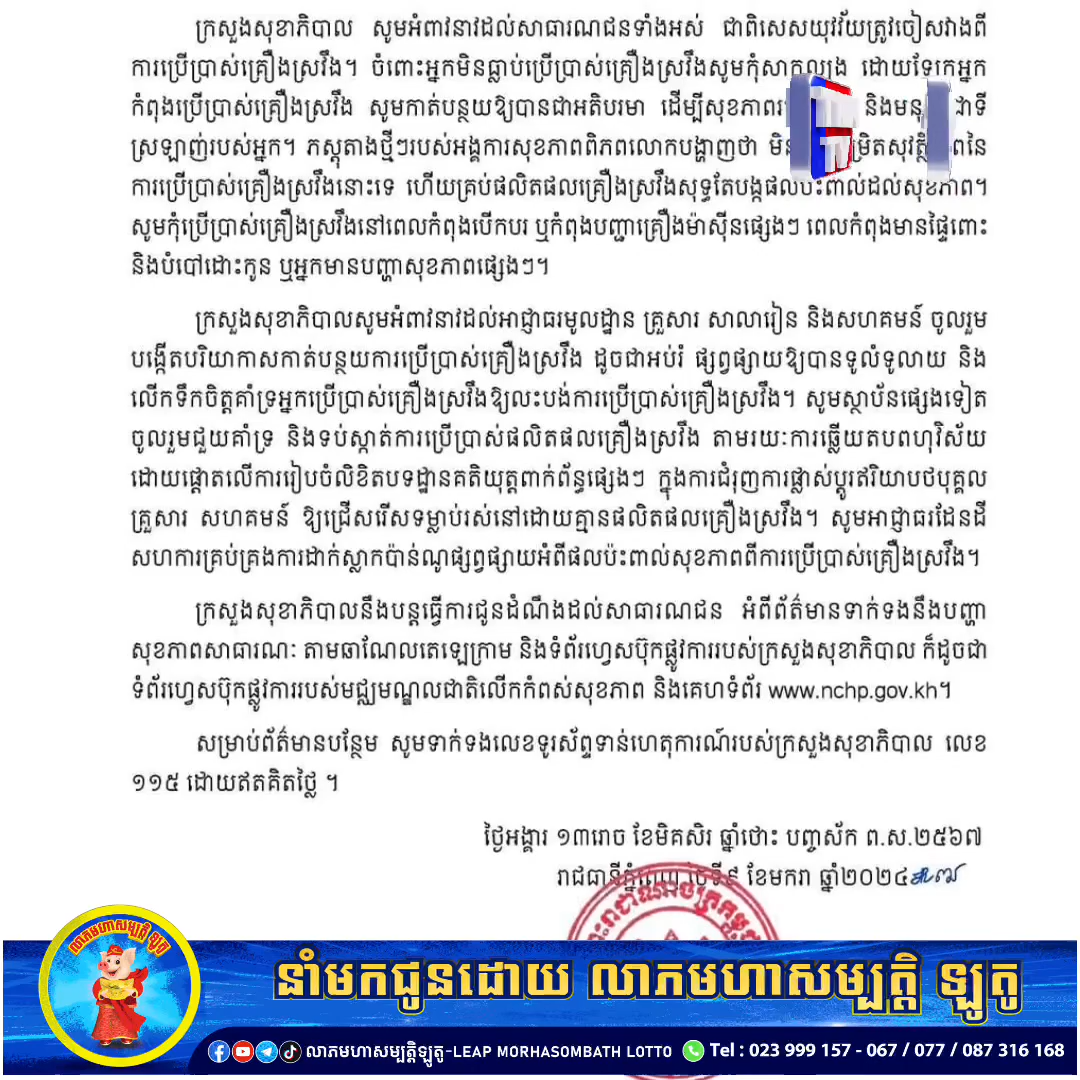 ក្រសួងសុខាភិបាល សូមអំពាវនាវដល់សាធារណជនទាំងអស់ ជាពិសេសយុវវ័យត្រូវចៀសវាងពី
ការប្រើប្រាស់គ្រឿងស្រវឹង។ ចំពោះអ្នកមិនធ្លាប់ប្រើប្រាស់គ្រឿងស្រវឹងសូមកុំសាកល្បង ដោយឡែកអ្នក
កំពុងប្រើប្រាស់គ្រឿងស្រវឹង សូមកាត់បន្ថយឱ្យបានជាអតិបរមា ដើម្បីសុខភាព និង
ស្រឡាញ់របស់អ្នក។ ភស្តុតាងថ្មីៗរបស់អង្គការសុខភាពពិភពលោកបង្ហាញថា
ការប្រើប្រាស់គ្រឿងស្រវឹងនោះទេ ហើយគ្រប់ផលិតផលគ្រឿងស្រវឹងសុទ្ធតែបង្កផលប៉ះពាល់ដល់សុខភាព។
សូមកុំប្រើប្រាស់គ្រឿងស្រវឹងនៅពេលកំពុងបើកបរ ឬកំពុងបញ្ជាគ្រឿងម៉ាស៊ីនផ្សេងៗ ពេលកំពុងមានផ្ទៃពោះ
និងបំបៅដោះកូន ឬអ្នកមានបញ្ហាសុខភាពផ្សេងៗ។
ក្រសួងសុខាភិបាលសូមអំពាវនាវដល់អាជ្ញាធរមូលដ្ឋាន គ្រួសារ សាលារៀន និងសហគមន៍ ចូលរួម
បង្កើតបរិយាកាសកាត់បន្ថយការប្រើប្រាស់គ្រឿងស្រវឹង ដូចជាអប់រំ ផ្សព្វផ្សាយឱ្យបានទូលំទូលាយ និង
លើកទឹកចិត្តគាំទ្រអ្នកប្រើប្រាស់គ្រឿងស្រវឹងឱ្យលះបង់ការប្រើប្រាស់គ្រឿងស្រវឹង។ សូមស្ថាប័នផ្សេងទៀត
ចូលរួមជួយគាំទ្រ និងទប់ស្កាត់ការប្រើប្រាស់ផលិតផលគ្រឿងស្រវឹង តាមរយៈការឆ្លើយតបពហុវិស័យ
ដោយផ្តោតលើការរៀបចំលិខិតបទដ្ឋានគតិយុត្តពាក់ព័ន្ធផ្សេងៗ ក្នុងការជំរុញការផ្លាស់ប្តូរឥរិយាបថបុគ្គល
គ្រួសារ សហគមន៍ ឱ្យជ្រើសរើសទម្លាប់រស់នៅដោយគ្មានផលិតផលគ្រឿងស្រវឹង។ សូមអាជ្ញាធរដែនដី
សហការគ្រប់គ្រងការដាក់ស្លាកប៉ាន់ណូផ្សព្វផ្សាយអំពីផលប៉ះពាល់សុខភាពពីការប្រើប្រាស់គ្រឿងស្រវឹង។
ក្រសួងសុខាភិបាលនឹងបន្តធ្វើការជូនដំណឹងដល់សាធារណជន អំពីព័ត៌មានទាក់ទងនឹងបញ្ហា
សុខភាពសាធារណៈ តាមឆាណែលតេឡេក្រាម និងទំព័រហ្វេសប៊ុកផ្លូវការរបស់ក្រសួងសុខាភិបាល ក៏ដូចជា
ទំព័រហ្វេសប៊ុកផ្លូវការរបស់មជ្ឈមណ្ឌលជាតិលើកកំពស់សុខភាព និងគេហទំព័រ www.nchp.gov.kh។
សម្រាប់ព័ត៌មានបន្ថែម សូមទាក់ទងលេខទូរស័ព្ទទាន់ហេតុការណ៍របស់ក្រសួងសុខាភិបាល លេខ
១១៥ ដោយឥតគិតថ្លៃ ។
ថ្ងៃអង្គារ ១៣រោច ខែមិគសិរ ឆ្នាំថោះ បញ្ចស័ក ព.ស.២៥៦៧
រាជធានីភ្នំពេញ ថ្ងៃទី៩ ខែមករា ឆ្នាំ២០២៤
លាភមហាសម្បត្តិ ឡូតូ
នាំមកជូនដោយ លាភមហាសម្បត្តិ ឡូតូ
លាភមហាសម្បត្តិឡូតូ-LEAP MORHASOMBATH LOTTO Tel : 023 999 157 - 067 / 077 / 087 316 168